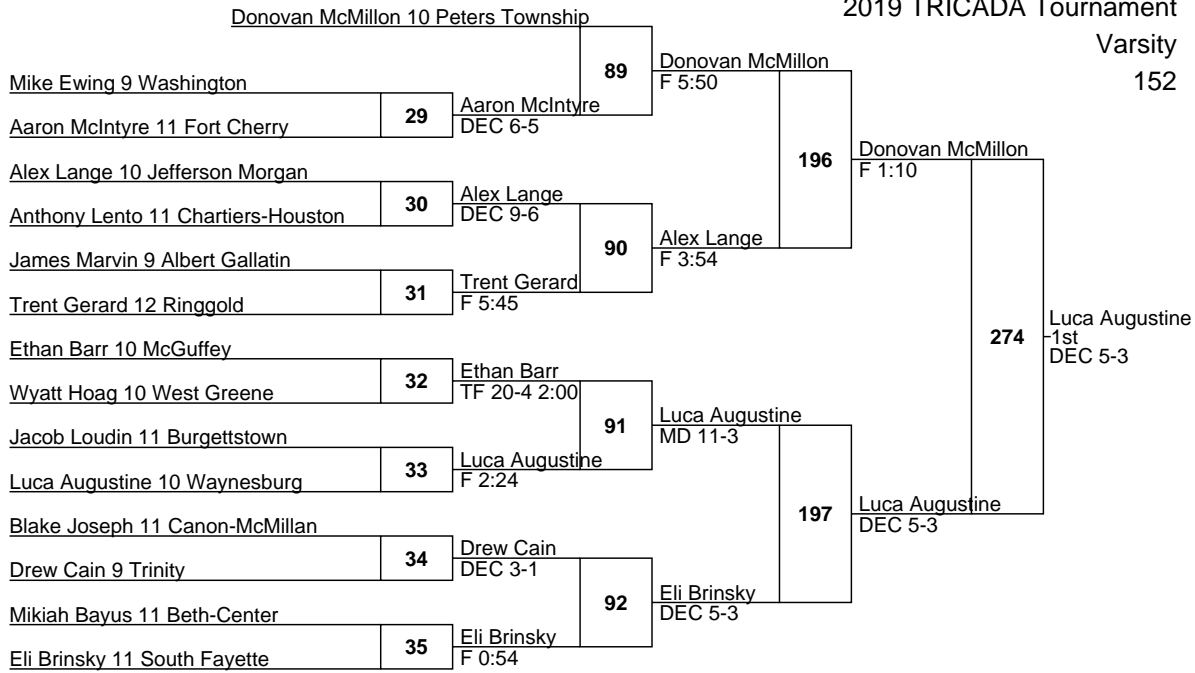 2019 TRICADA Tournament
Varsity
152
Donovan McMillon 10 Peters Township
89
Donovan McMillon
F 5:50
Mike Ewing 9 Washington
29
Aaron McIntyre
DEC 6-5
Aaron McIntyre 11 Fort Cherry
196
Donovan McMillon
F 1:10
Alex Lange 10 Jefferson Morgan
30
Alex Lange
DEC 9-6
Anthony Lento 11 Chartiers-Houston
90
Alex Lange
F 3:54
James Marvin 9 Albert Gallatin
31
Trent Gerard
F 5:45
Trent Gerard 12 Ringgold
274
Luca Augustine
1st
DEC 5-3
Ethan Barr 10 McGuffey
32
Ethan Barr
TF 20-4 2:00
Wyatt Hoag 10 West Greene
91
Luca Augustine
MD 11-3
Jacob Loudin 11 Burgettstown
33
Luca Augustine
F 2:24
Luca Augustine 10 Waynesburg
197
Luca Augustine
DEC 5-3
Blake Joseph 11 Canon-McMillan
34
Drew Cain
DEC 3-1
Drew Cain 9 Trinity
92
Eli Brinsky
DEC 5-3
Mikiah Bayus 11 Beth-Center
35
Eli Brinsky
F 0:54
Eli Brinsky 11 South Fayette